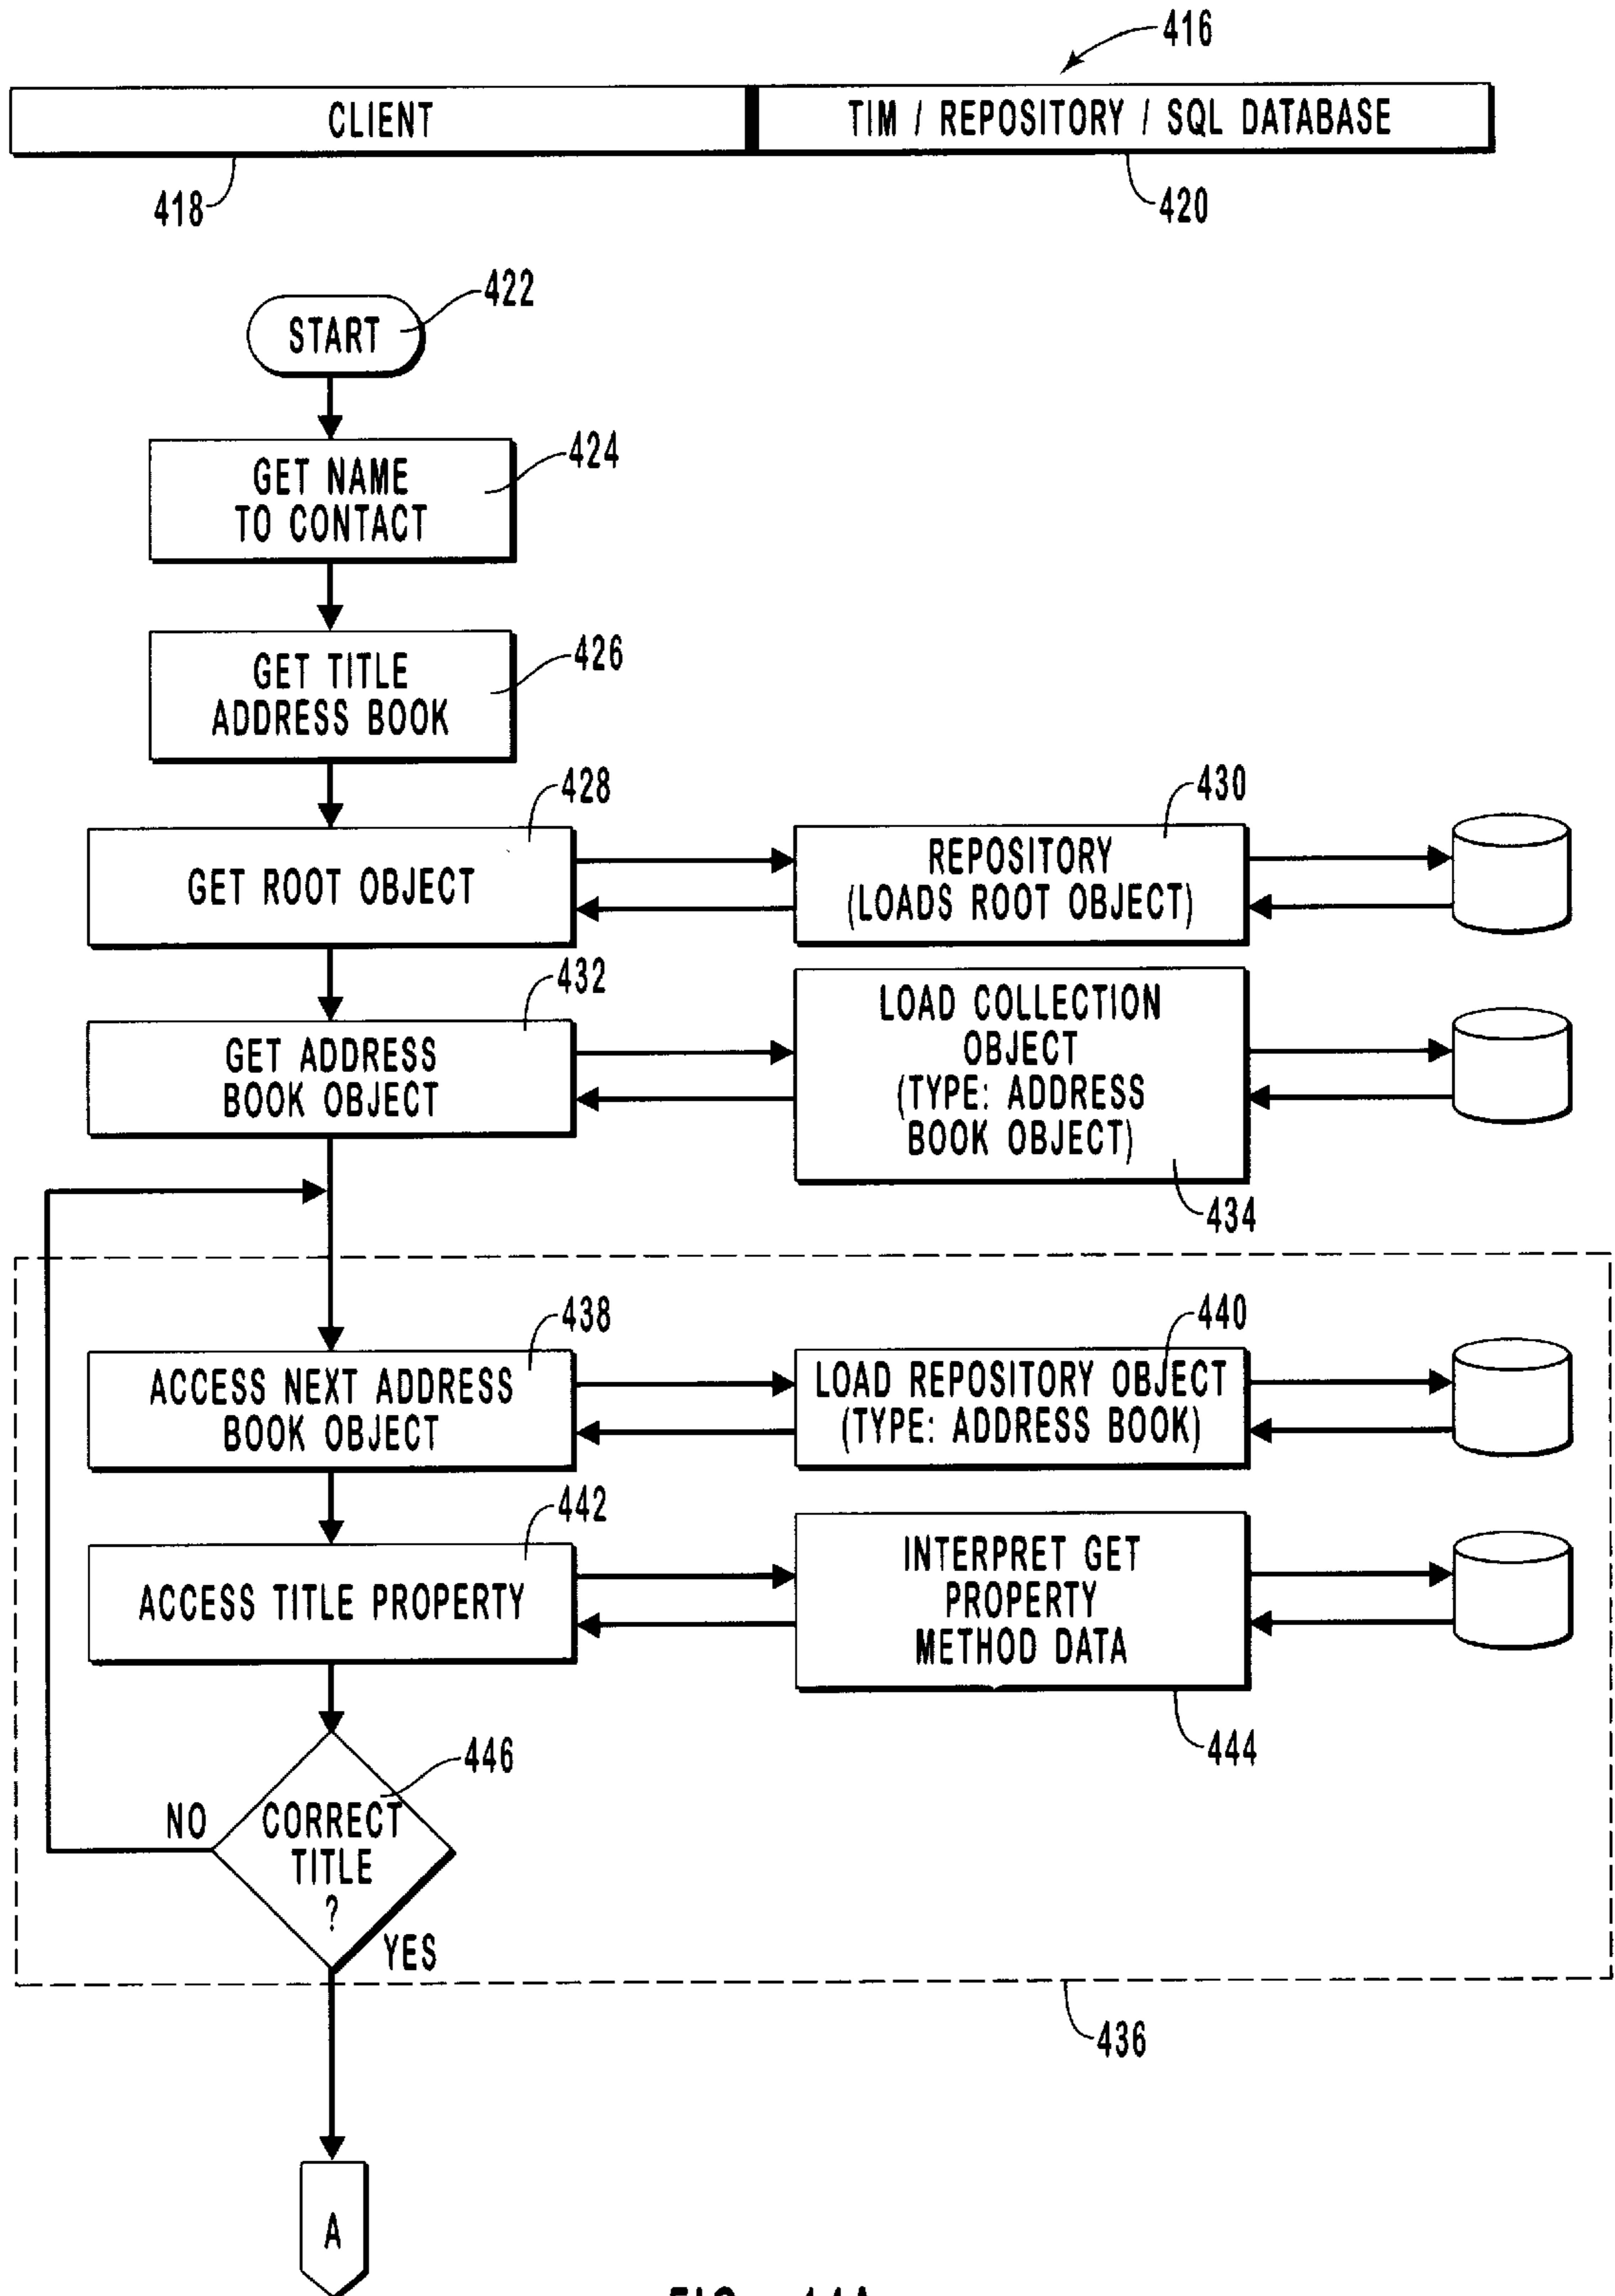 416
CLIENT
TIM / REPOSITORY / SQL DATABASE
418
420
422
START
424
GET NAME
TO CONTACT
426
GET TITLE
ADDRESS BOOK
428
430
GET ROOT OBJECT
REPOSITORY
(LOADS ROOT OBJECT)
432
GET ADDRESS
BOOK OBJECT
LOAD COLLECTION
OBJECT
(TYPE: ADDRESS
BOOK OBJECT)
434
438
440
ACCESS NEXT ADDRESS
BOOK OBJECT
LOAD REPOSITORY OBJECT
(TYPE: ADDRESS BOOK)
442
ACCESS TITLE PROPERTY
INTERPRET GET
PROPERTY
METHOD DATA
444
446
NO
CORRECT
TITLE
?
YES
436
A